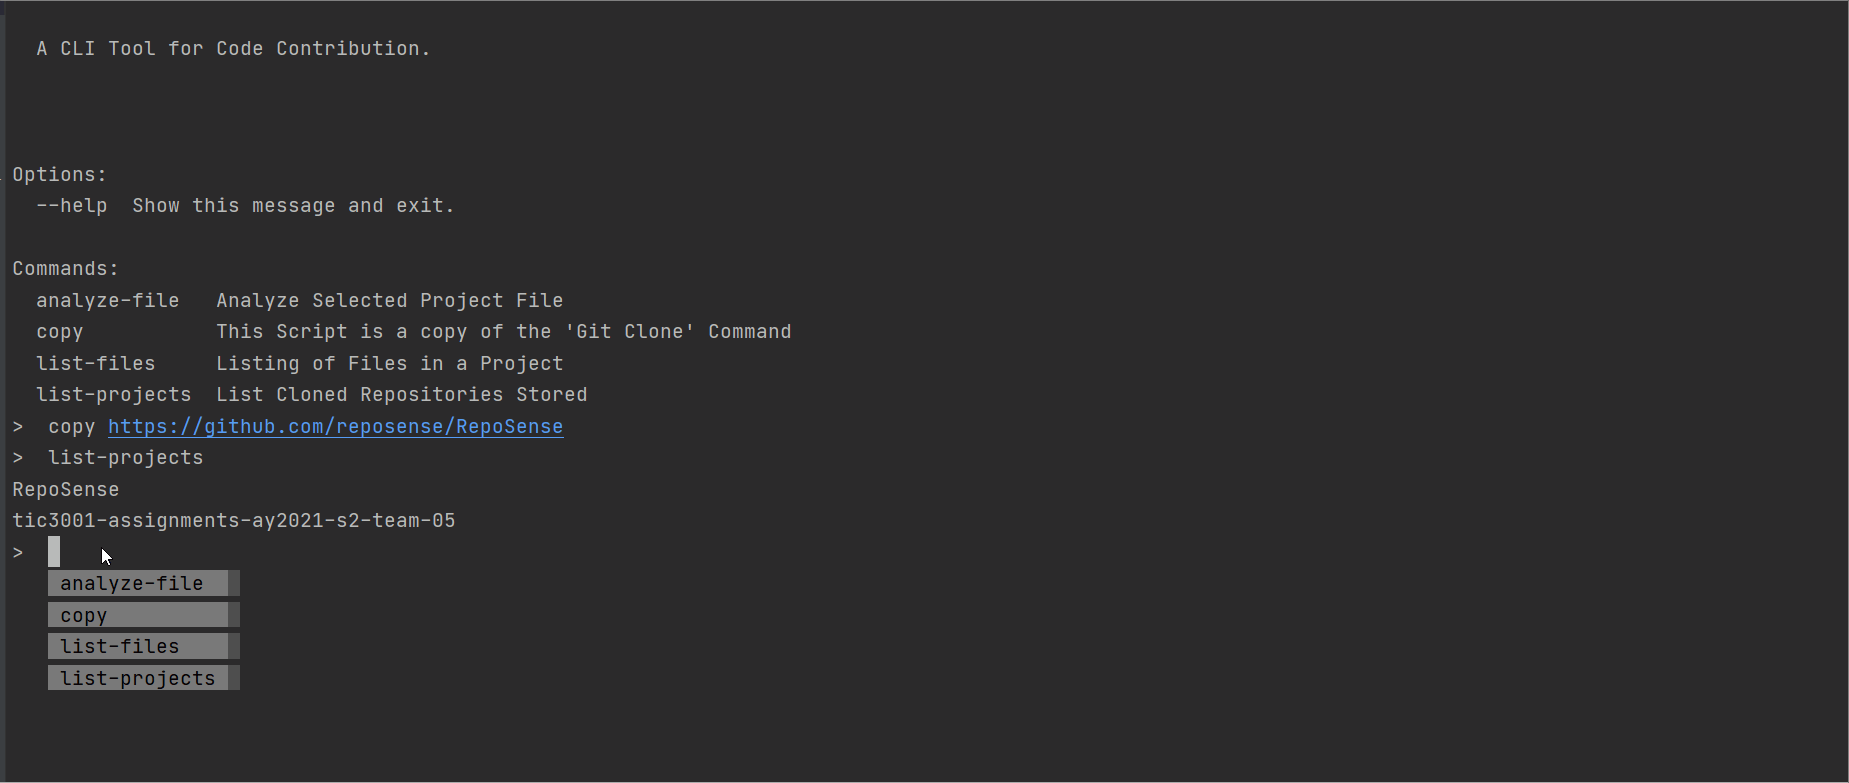 A CLI Tool for Code Contribution.
Options:
--help  Show this message and exit.
Commands:
analyze-file   Analyze Selected Project File
copy           This Script is a copy of the 'Git Clone' Command
list-files     Listing of Files in a Project
list-projects  List Cloned Repositories Stored
>  copy https://github.com/reposense/RepoSense
>  list-projects
RepoSense
tic3001-assignments-ay2021-s2-team-05
>
analyze-file
copy
list-files
list-projects